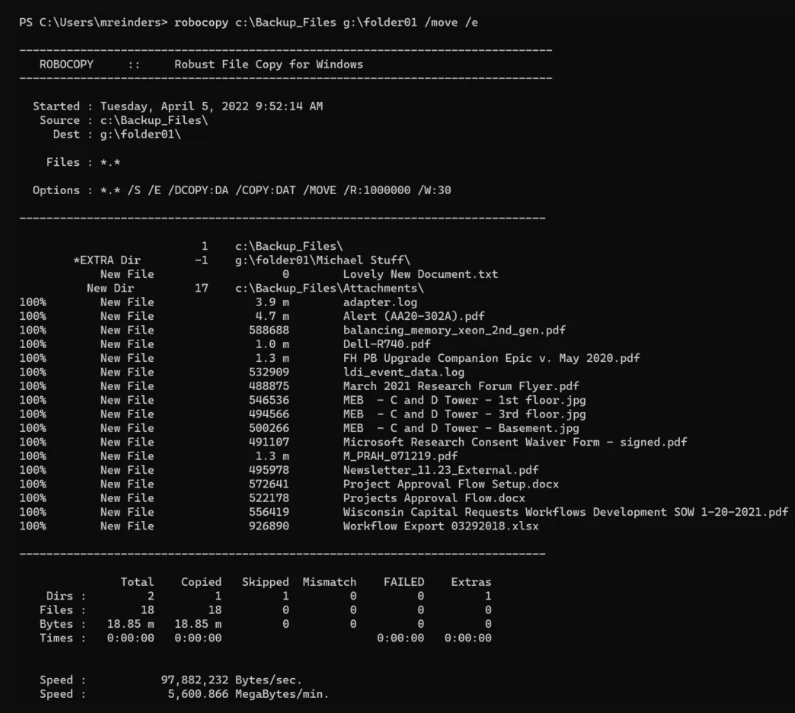 PS C:\Users\mreinders> robocopy c:\Backup_Files g:\folder01 /move /e
-------------------------------------------------------------------------------
ROBOCOPY :: Robust File Copy for Windows
-------------------------------------------------------------------------------
Started : Tuesday, April 5, 2022 9:52:14 AM
Source : c:\Backup_Files\
Dest : g:\folder01\
Files : *.*
Options : *.* /S /E /DCOPY:DA /COPY:DAT /MOVE /R:1000000 /W:30
------------------------------------------------------------------------------
1 c:\Backup_Files\
*EXTRA Dir -1 g:\folder01\Michael Stuff\
New File 0 Lovely New Document.txt
New Dir 17 c:\Backup_Files\Attachments\
100% New File 3.9 m adapter.log
100% New File 4.7 m Alert (AA20-302A).pdf
100% New File 588688 balancing_memory_xeon_2nd_gen.pdf
100% New File 1.0 m Dell-R740.pdf
100% New File 1.3 m FH PB Upgrade Companion Epic v. May 2020.pdf
100% New File 532909 ldi_event_data.log
100% New File 488875 March 2021 Research Forum Flyer.pdf
100% New File 546536 MEB - C and D Tower - 1st floor.jpg
100% New File 494566 MEB - C and D Tower - 3rd floor.jpg
100% New File 500266 MEB - C and D Tower - Basement.jpg
100% New File 491107 Microsoft Research Consent Waiver Form - signed.pdf
100% New File 1.3 m M_PRAH_071219.pdf
100% New File 495978 Newsletter_11.23_External.pdf
100% New File 572641 Project Approval Flow Setup.docx
100% New File 522178 Projects Approval Flow.docx
100% New File 556419 Wisconsin Capital Requests Workflows Development SOW 1-20-2021.pdf
100% New File 926890 Workflow Export 03292018.xlsx
------------------------------------------------------------------------------
Total Copied Skipped Mismatch FAILED Extras
Dirs : 2 1 1 0 0 1
Files : 18 18 0 0 0 0
Bytes : 18.85 m 18.85 m 0 0 0 0
Times : 0:00:00 0:00:00 0:00:00 0:00:00
Speed : 97,882,232 Bytes/sec.
Speed : 5,600.866 MegaBytes/min.